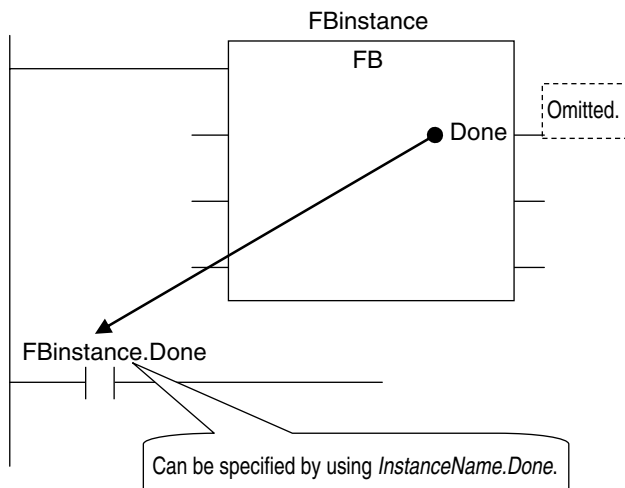 FBinstance
FB
Omitted.
Done
FBinstance.Done
Can be specified by using InstanceName.Done.